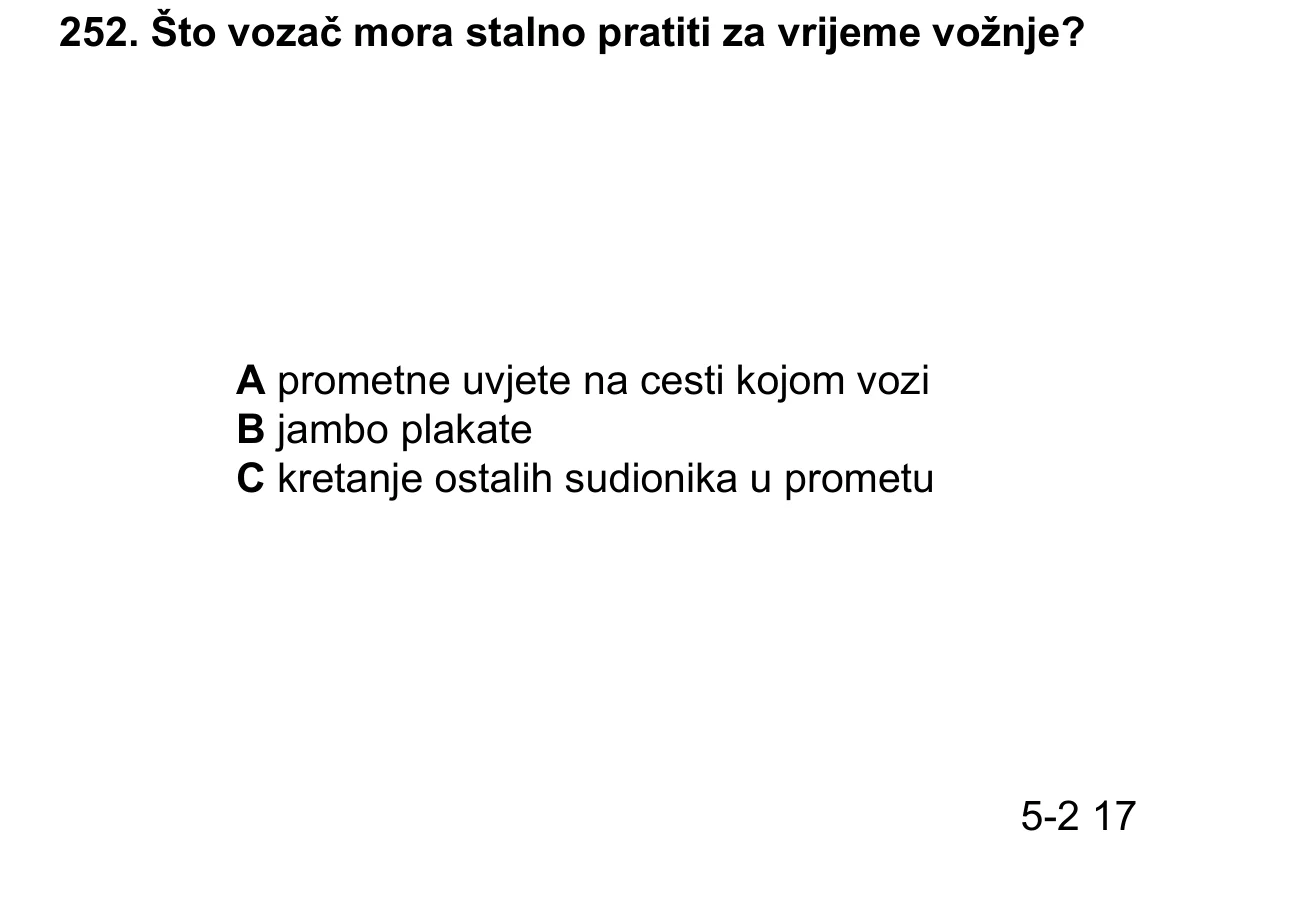 252. Što vozač mora stalno pratiti za vrijeme vožnje?
A prometne uvjete na cesti kojom vozi
B jambo plakate
C kretanje ostalih sudionika u prometu
5-2 17